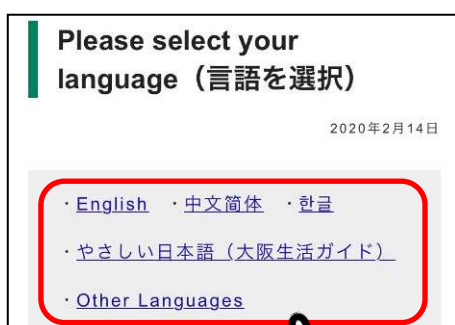 Please select your
language（言語を選択）
2020年2月14日
・English ・中文简体 ・한글
・やさしい日本語（大阪生活ガイド）
・Other Languages